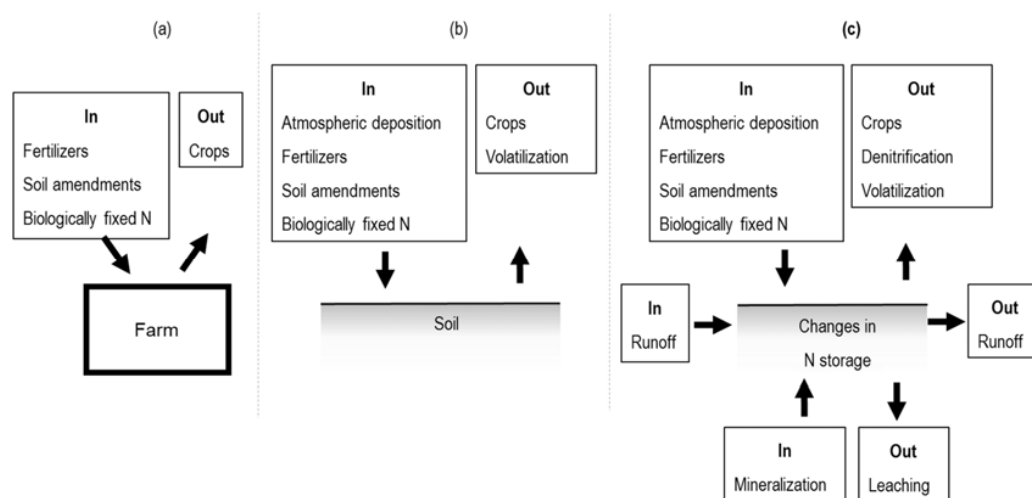 (a)
In
Fertilizers
Soil amendments
Biologically fixed N
Out
Crops
Farm
(b)
In
Atmospheric deposition
Fertilizers
Soil amendments
Biologically fixed N
Out
Crops
Volatilization
Soil
(c)
In
Atmospheric deposition
Fertilizers
Soil amendments
Biologically fixed N
Out
Crops
Denitrification
Volatilization
In
Runoff
Changes in
N storage
Out
Runoff
In
Mineralization
Out
Leaching